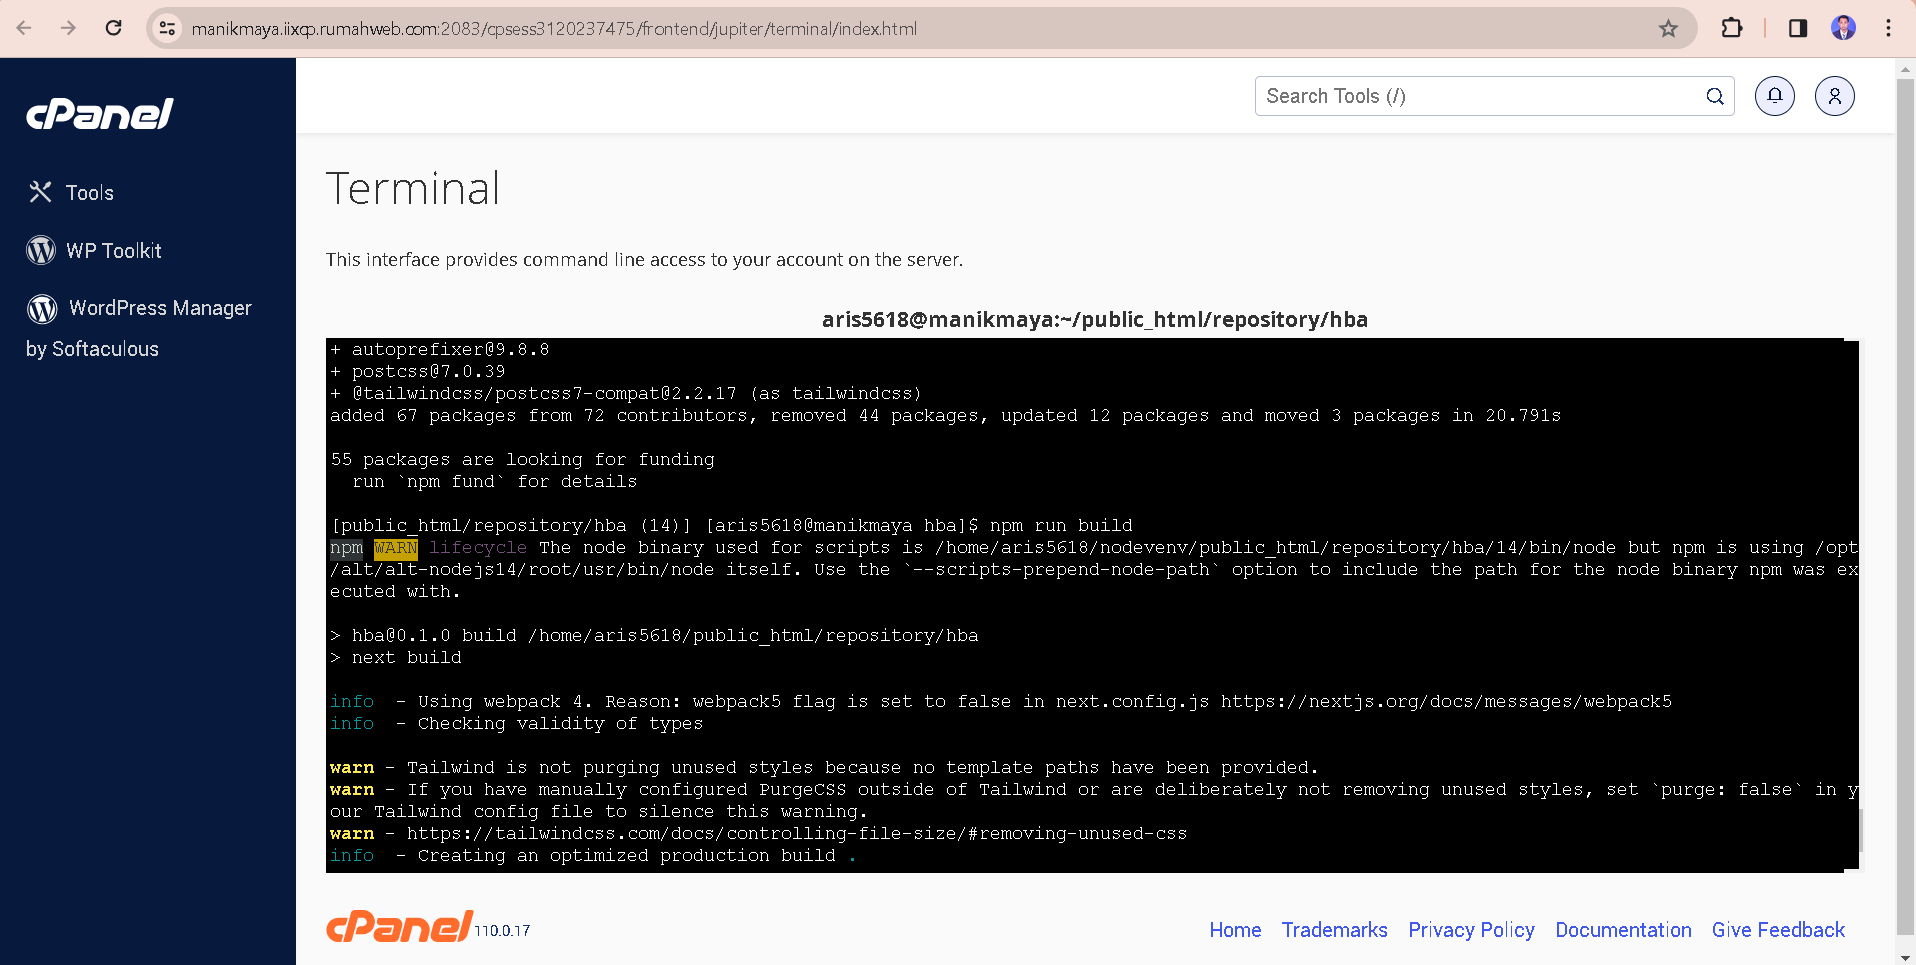 manikmaya.iixcp.rumahweb.com:2083/cpsess3120237475/frontend/jupiter/terminal/index.html
cPanel
Search Tools (/)
Tools
WP Toolkit
WordPress Manager
by Softaculous
Terminal
This interface provides command line access to your account on the server.
aris5618@manikmaya:~/public_html/repository/hba
+ autoprefixer@9.8.8
+ postcss@7.0.39
+ @tailwindcss/postcss7-compat@2.2.17 (as tailwindcss)
added 67 packages from 72 contributors, removed 44 packages, updated 12 packages and moved 3 packages in 20.791s
55 packages are looking for funding
run `npm fund` for details
[public_html/repository/hba (14)] [aris5618@manikmaya hba]$ npm run build
npm WARN lifecycle The node binary used for scripts is /home/aris5618/nodevenv/public_html/repository/hba/14/bin/node but npm is using /opt
/alt/alt-nodejs14/root/usr/bin/node itself. Use the `--scripts-prepend-node-path` option to include the path for the node binary npm was ex
ecuted with.
> hba@0.1.0 build /home/aris5618/public_html/repository/hba
> next build
info  - Using webpack 4. Reason: webpack5 flag is set to false in next.config.js https://nextjs.org/docs/messages/webpack5
info  - Checking validity of types
warn - Tailwind is not purging unused styles because no template paths have been provided.
warn - If you have manually configured PurgeCSS outside of Tailwind or are deliberately not removing unused styles, set `purge: false` in y
our Tailwind config file to silence this warning.
warn - https://tailwindcss.com/docs/controlling-file-size/#removing-unused-css
info  - Creating an optimized production build .
cPanel 110.0.17
Home Trademarks Privacy Policy Documentation Give Feedback